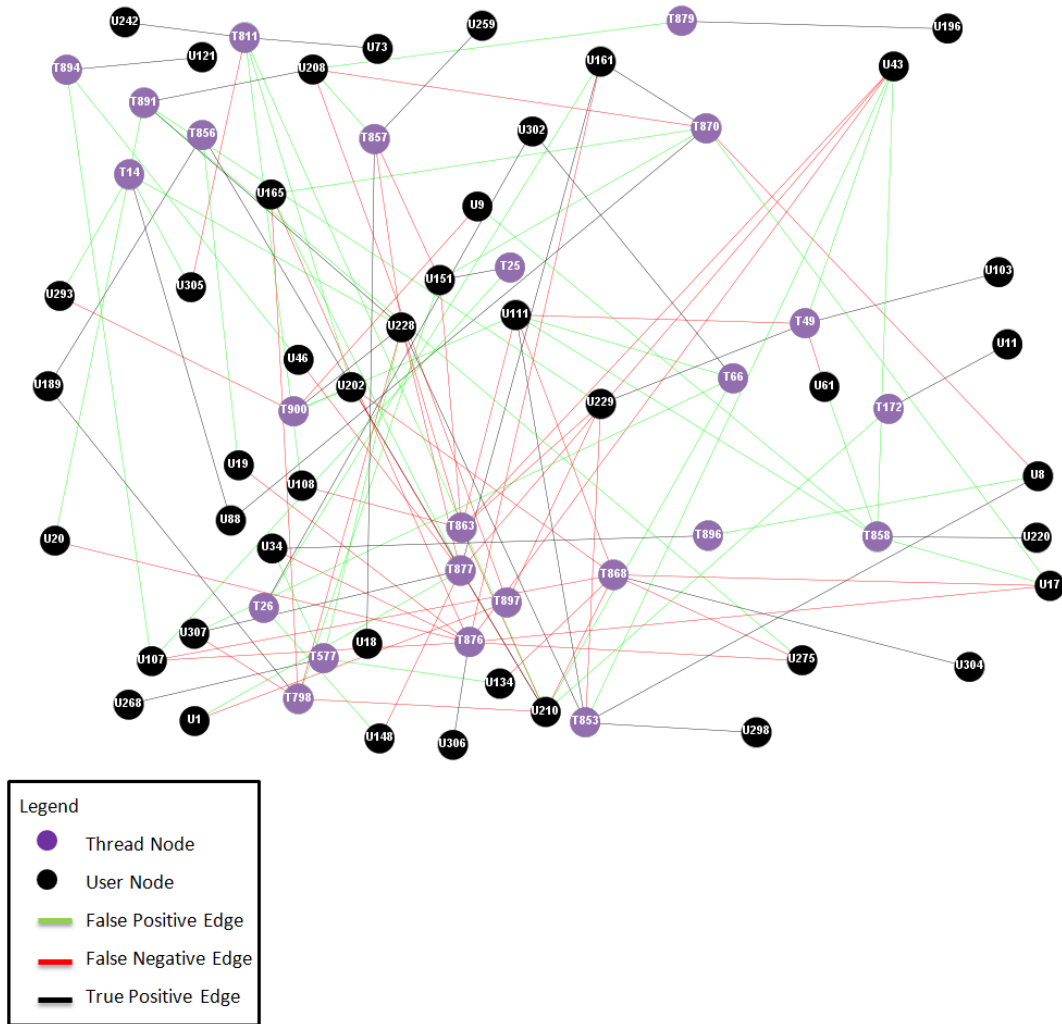 U242
T811
U259
T879
U196
U73
U121
T894
U208
U161
U43
T891
T856
T857
U302
T870
T14
U165
U9
U151
T25
U103
U293
U305
U111
U228
T49
U11
U46
U189
U202
T66
U61
T900
U229
T172
U19
U108
U8
U88
T863
U20
U34
T896
T858
U220
T877
T868
U17
T26
T897
U307
U18
T876
U107
T577
U275
U304
U268
T798
U134
U210
U1
T853
U148
U306
U298
Legend
Thread Node
User Node
False Positive Edge
False Negative Edge
True Positive Edge